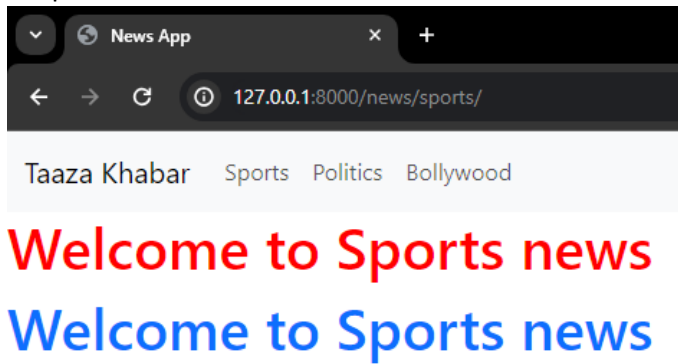 News App
127.0.0.1:8000/news/sports/
Taaza Khabar Sports Politics Bollywood
Welcome to Sports news
Welcome to Sports news